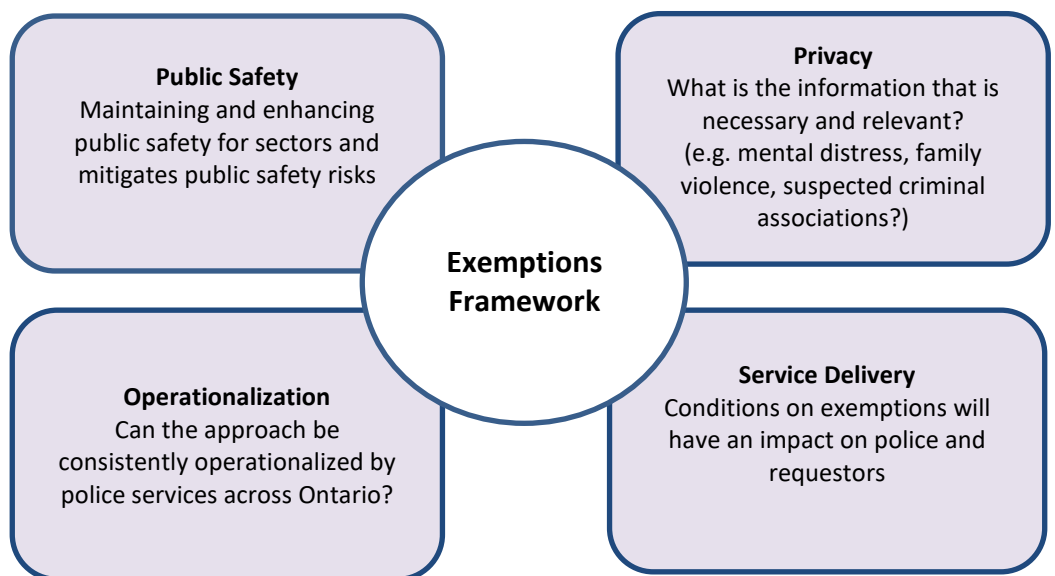 Public Safety
Maintaining and enhancing
public safety for sectors and
mitigates public safety risks
Privacy
What is the information that is
necessary and relevant?
(e.g. mental distress, family
violence, suspected criminal
associations?)
Exemptions
Framework
Operationalization
Can the approach be
consistently operationalized by
police services across Ontario?
Service Delivery
Conditions on exemptions will
have an impact on police and
requestors